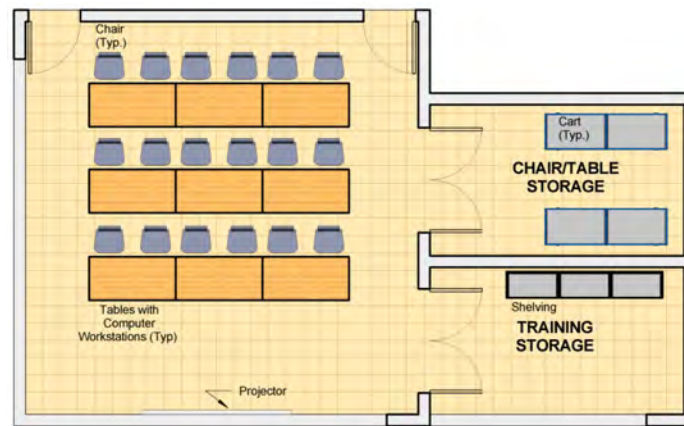 Chair
(Typ.)
Cart
(Typ.)
CHAIR/TABLE
STORAGE
Tables with
Computer
Workstations (Typ)
Shelving
TRAINING
STORAGE
Projector